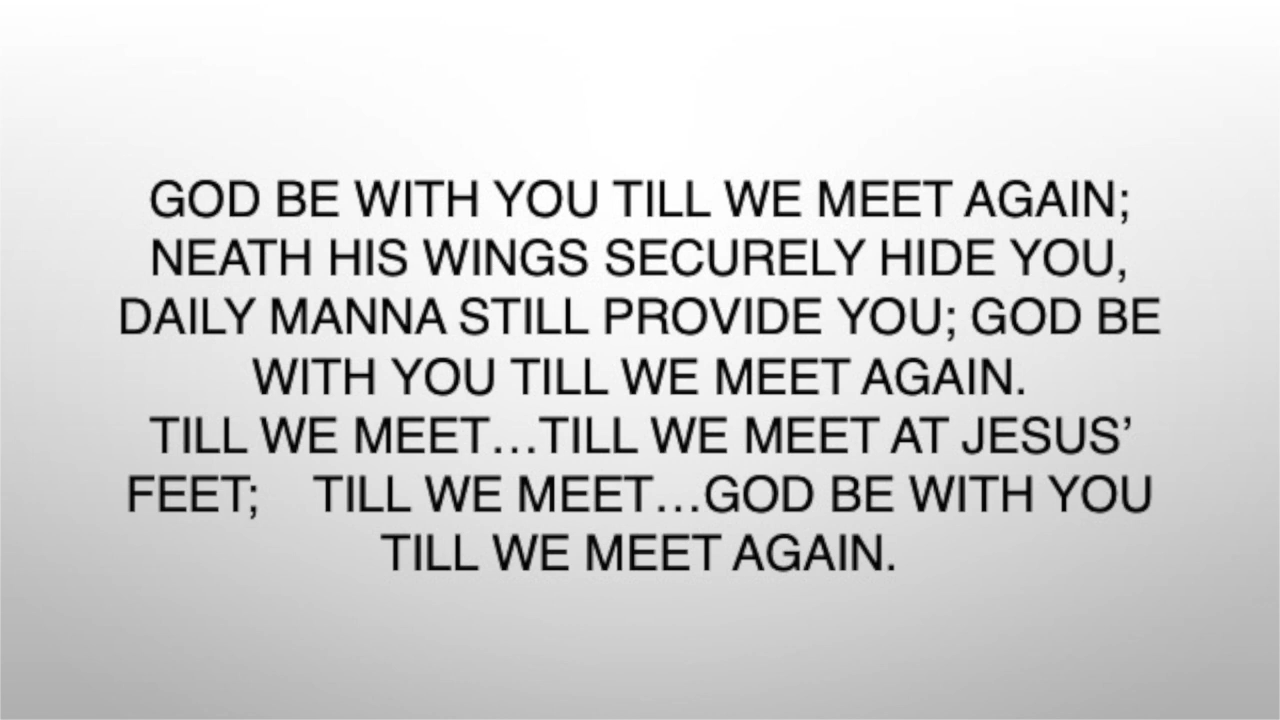 GOD BE WITH YOU TILL WE MEET AGAIN;
NEATH HIS WINGS SECURELY HIDE YOU,
DAILY MANNA STILL PROVIDE YOU; GOD BE
WITH YOU TILL WE MEET AGAIN.
TILL WE MEET…TILL WE MEET AT JESUS’
FEET;    TILL WE MEET…GOD BE WITH YOU
TILL WE MEET AGAIN.